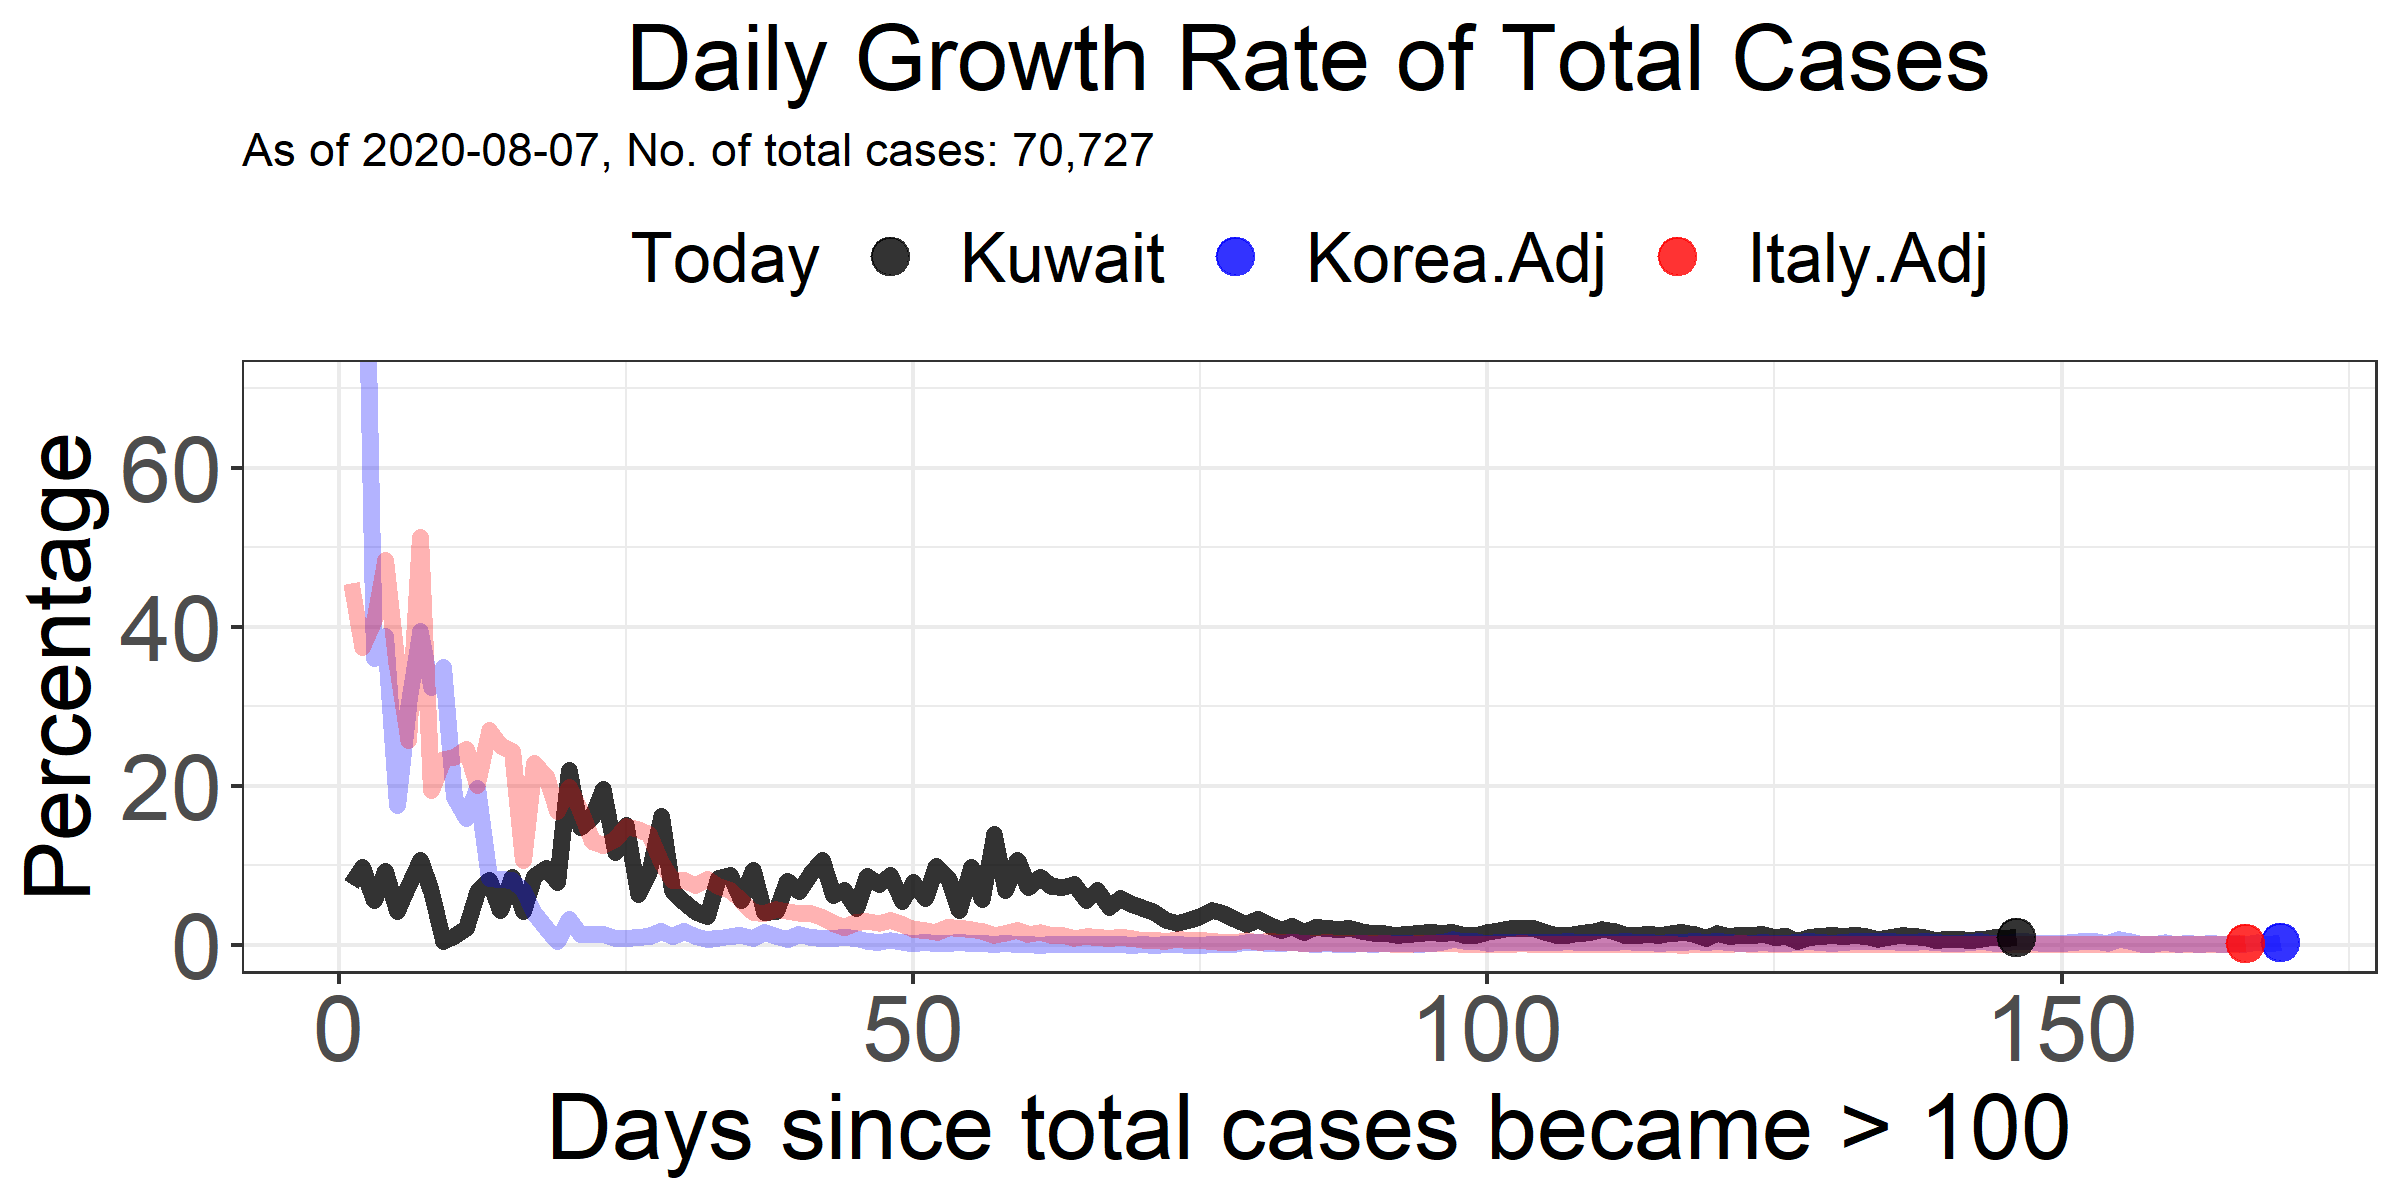 Daily Growth Rate of Total Cases
As of 2020-08-07, No. of total cases: 70,727
Today Kuwait Korea.Adj Italy.Adj
Percentage
60
40
20
0
0 50 100 150
Days since total cases became > 100